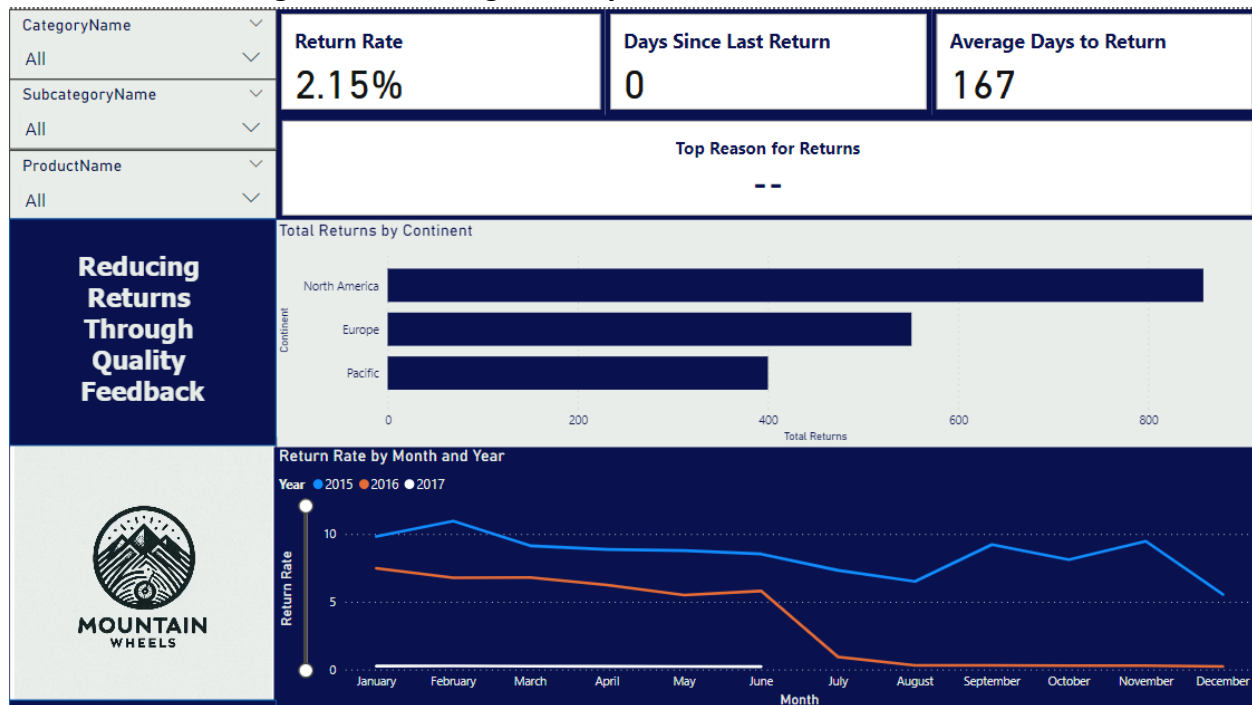 CategoryName
All
SubcategoryName
All
ProductName
All
Return Rate
2.15%
Days Since Last Return
0
Average Days to Return
167
Top Reason for Returns
--
Reducing
Returns
Through
Quality
Feedback
Total Returns by Continent
Continent
North America
Europe
Pacific
0 200 400 600 800
Total Returns
MOUNTAIN
WHEELS
Return Rate by Month and Year
Year 2015 2016 2017
Return Rate
10
5
0
January February March April May June July August September October November December
Month